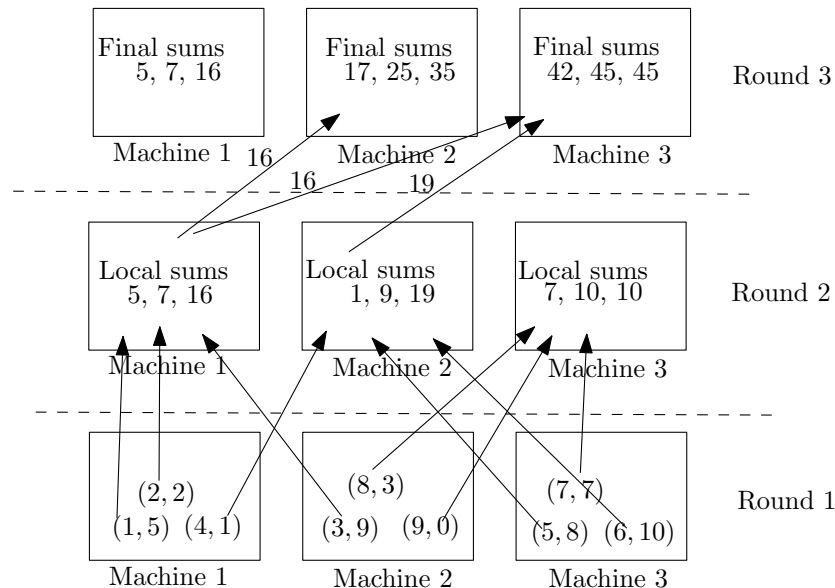 Final sums
5, 7, 16
Final sums
17, 25, 35
Final sums
42, 45, 45
Round 3
Machine 1
Machine 2
Machine 3
16
16
19
Local sums
5, 7, 16
Local sums
1, 9, 19
Local sums
7, 10, 10
Round 2
Machine 1
Machine 2
Machine 3
(2, 2)
(1, 5) (4, 1)
(8, 3)
(3, 9) (9, 0)
(7, 7)
(5, 8) (6, 10)
Round 1
Machine 1
Machine 2
Machine 3